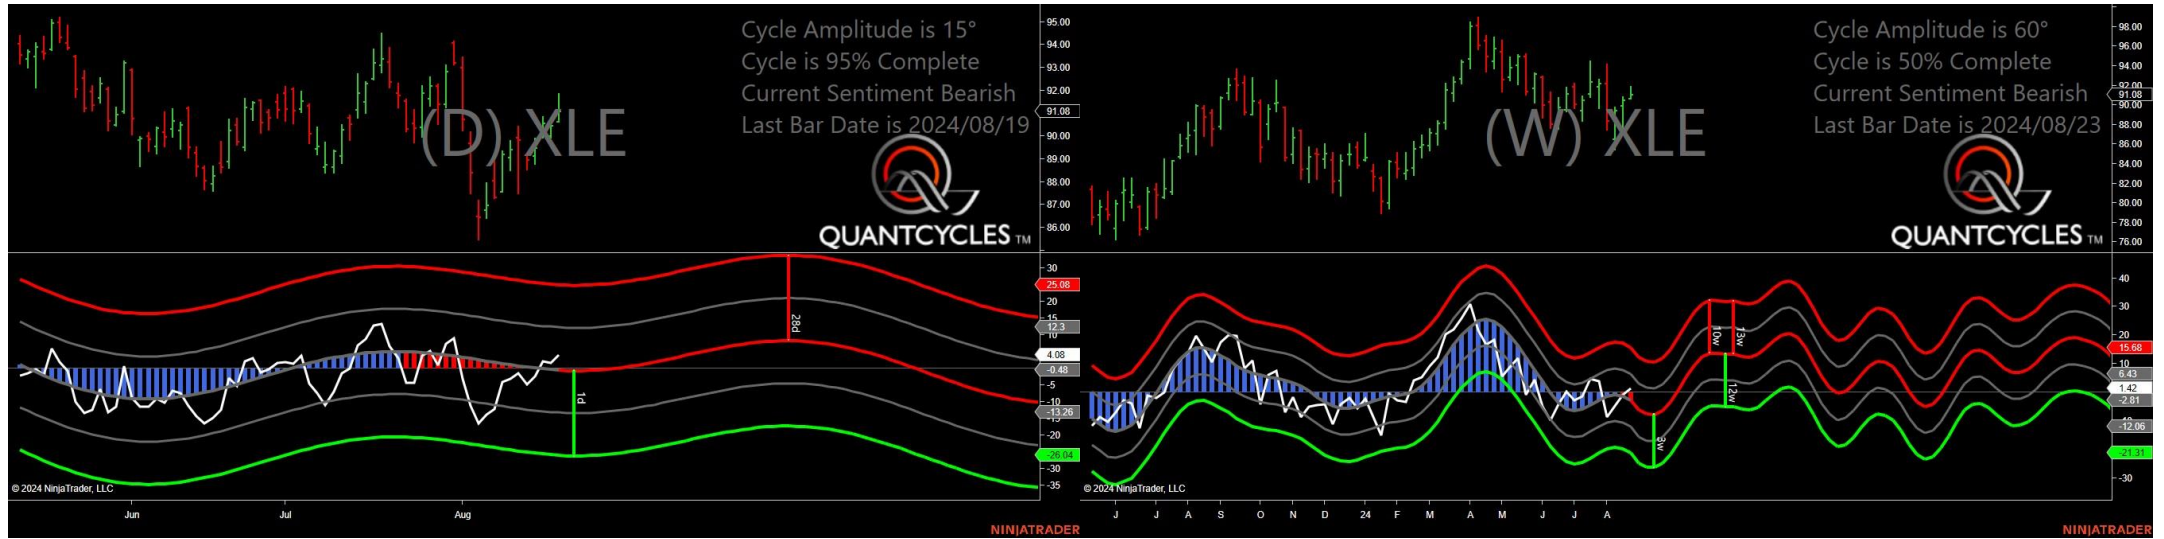 Cycle Amplitude is 15°
Cycle is 95% Complete
Current Sentiment Bearish
Last Bar Date is 2024/08/19
(D) XLE
QUANTCYCLES TM
95.00
94.00
93.00
92.00
91.08
90.00
89.00
88.00
87.00
86.00
30
25.08
20
15
12.3
10
4.08
-0.48
-5
-10
-13.26
-20
-26.04
-30
-35
28d
1d
© 2024 NinjaTrader, LLC
Jun
Jul
Aug
NINJATRADER
Cycle Amplitude is 60°
Cycle is 50% Complete
Current Sentiment Bearish
Last Bar Date is 2024/08/23
(W) XLE
QUANTCYCLES TM
98.00
96.00
94.00
92.00
91.08
90.00
88.00
86.00
84.00
82.00
80.00
78.00
76.00
40
30
20
15.68
10
6.43
1.42
-2.81
-12.06
-21.31
-30
10w
13w
12w
© 2024 NinjaTrader, LLC
J
J
A
S
O
N
D
24
F
M
A
M
J
J
A
NINJATRADER